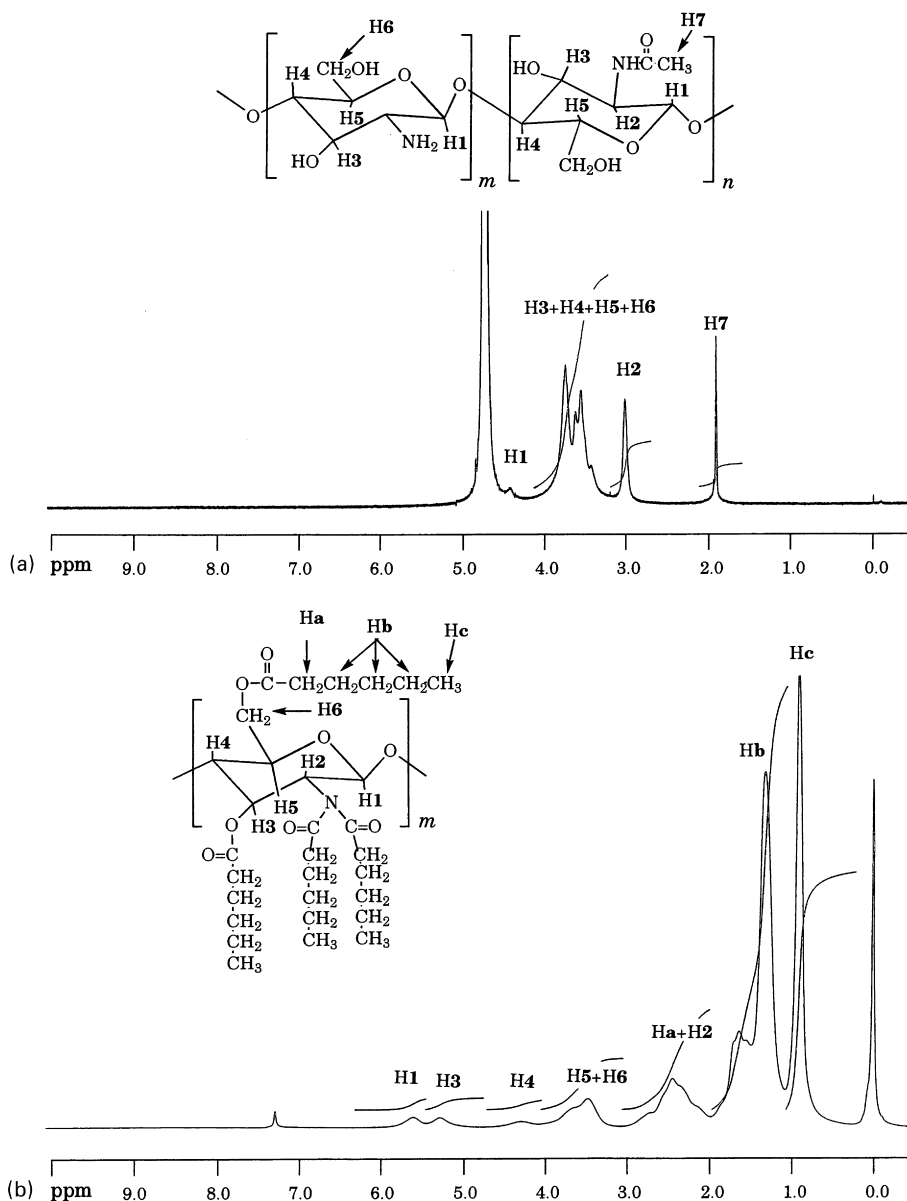 H6
H7
O
H4
CH2OH
O
O
H3
HO
NHCCH3
H1
O
H5
NH2
H1
H5
H2
O
O
HO
H3
H4
CH2OH
m
n
H3+H4+H5+H6
H7
H2
H1
(a) ppm 9.0 8.0 7.0 6.0 5.0 4.0 3.0 2.0 1.0 0.0
Ha
Hb
Hc
O
O-C-CH2CH2CH2CH2CH3
CH2
H6
H4
O
H2
O
H5
H1
H3
N
m
O
O=C
C=O
O=C
CH2
CH2
CH2
CH2
CH2
CH2
CH2
CH2
CH2
CH2
CH2
CH2
CH3
CH3
CH3
Hc
Hb
Ha+H2
H1
H3
H4
H5+H6
(b) ppm 9.0 8.0 7.0 6.0 5.0 4.0 3.0 2.0 1.0 0.0